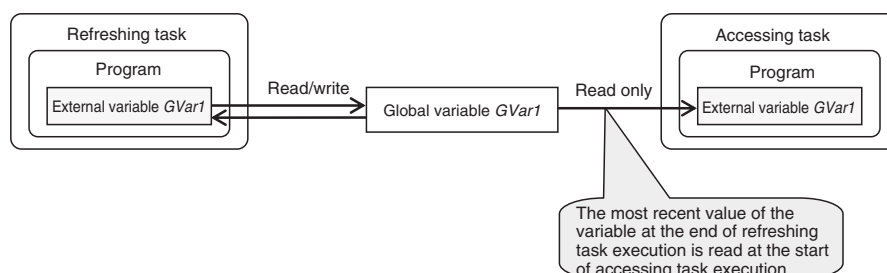 Refreshing task
Program
External variable GVar1
Read/write
Global variable GVar1
Read only
Accessing task
Program
External variable GVar1
The most recent value of the
variable at the end of refreshing
task execution is read at the start
of accessing task execution